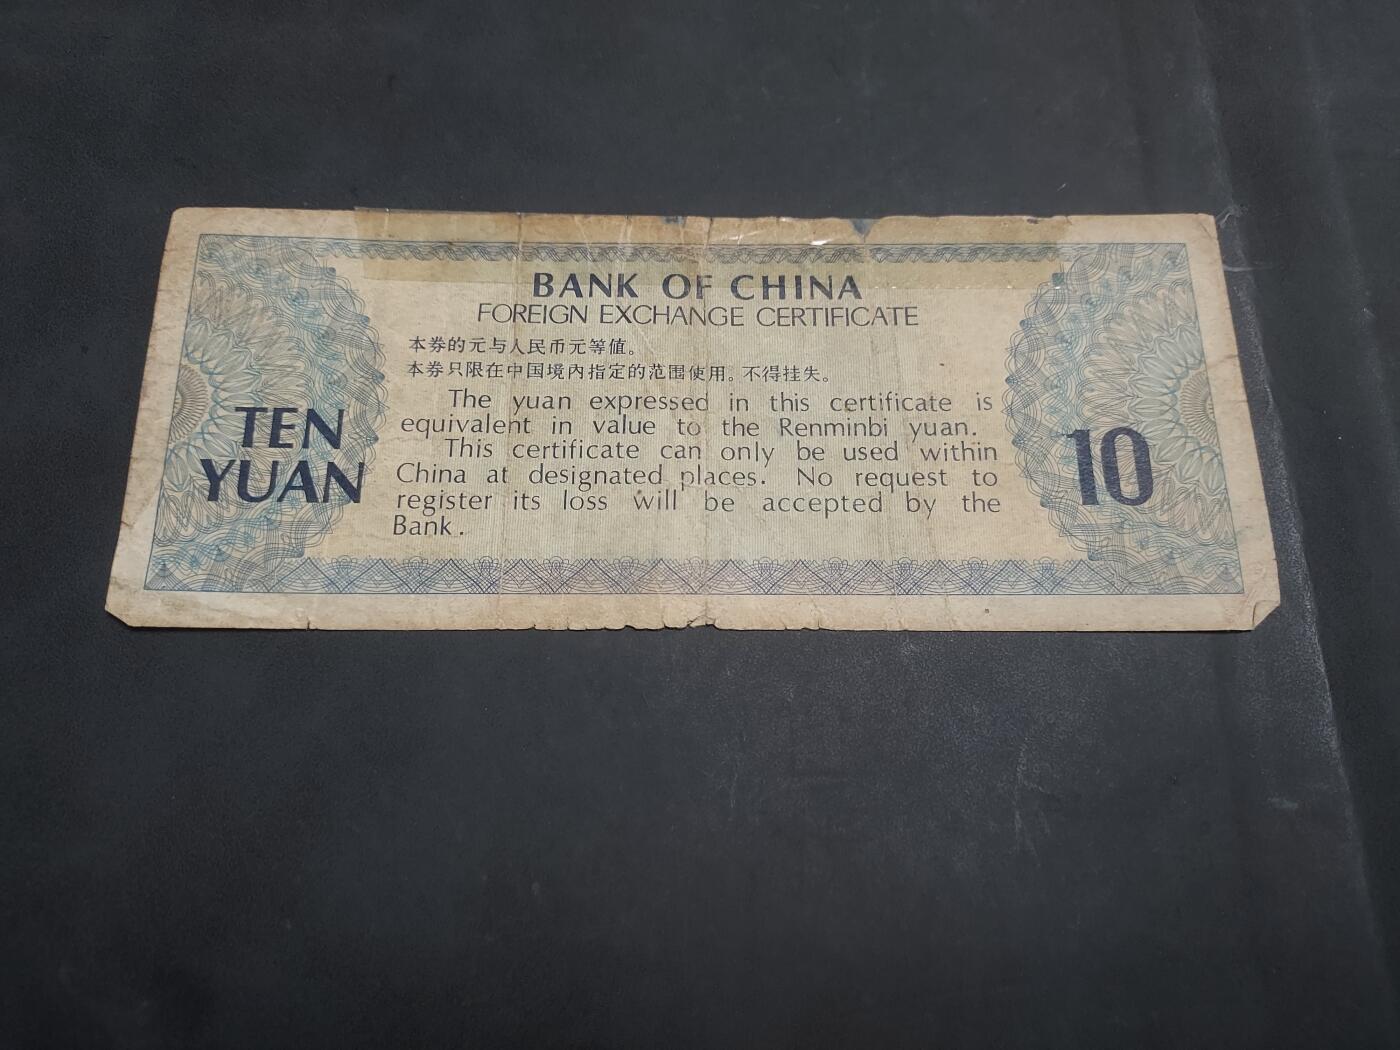 BANK OF CHINA
FOREIGN EXCHANGE CERTIFICATE
本券的元与人民币元等值。
本券只限在中国境内指定的范围使用。不得挂失。
The yuan expressed in this certificate is
equivalent in value to the Renminbi yuan.
This certificate can only be used within
China at designated places. No request to
register its loss will be accepted by the
Bank.
TEN
YUAN
10